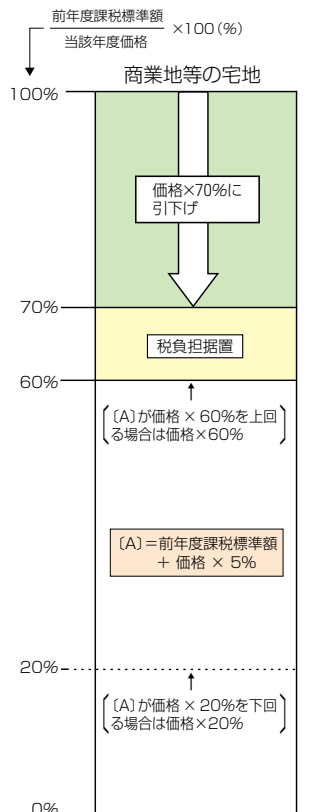 前年度課税標準額
当該年度価格
×100(%)
商業地等の宅地
100%
価格×70%に
引下げ
70%
税負担据置
60%
〔A〕が価格 × 60%を上回
る場合は価格×60%
〔A〕＝前年度課税標準額
＋ 価格 × 5%
20%
〔A〕が価格 × 20%を下回
る場合は価格×20%
0%